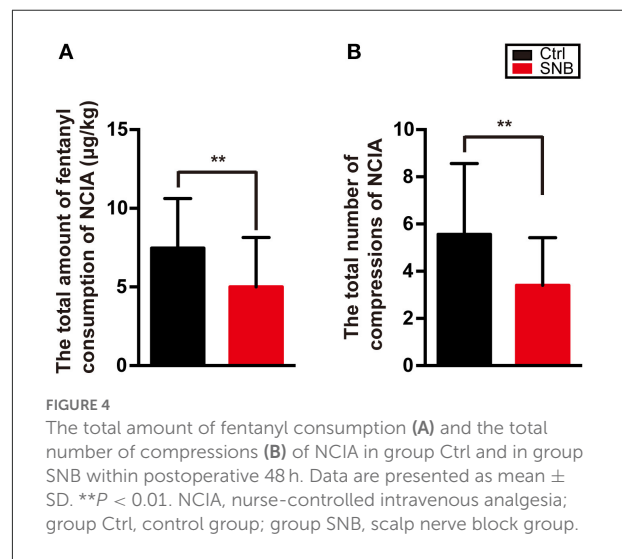 A
B
Ctrl
SNB
The total amount of fentanyl
consumption of NCIA (μg/kg)
15
10
5
0
**
The total number of
compressions of NCIA
10
8
6
4
2
0
**
FIGURE 4
The total amount of fentanyl consumption (A) and the total
number of compressions (B) of NCIA in group Ctrl and in group
SNB within postoperative 48 h. Data are presented as mean ±
SD. **P < 0.01. NCIA, nurse-controlled intravenous analgesia;
group Ctrl, control group; group SNB, scalp nerve block group.